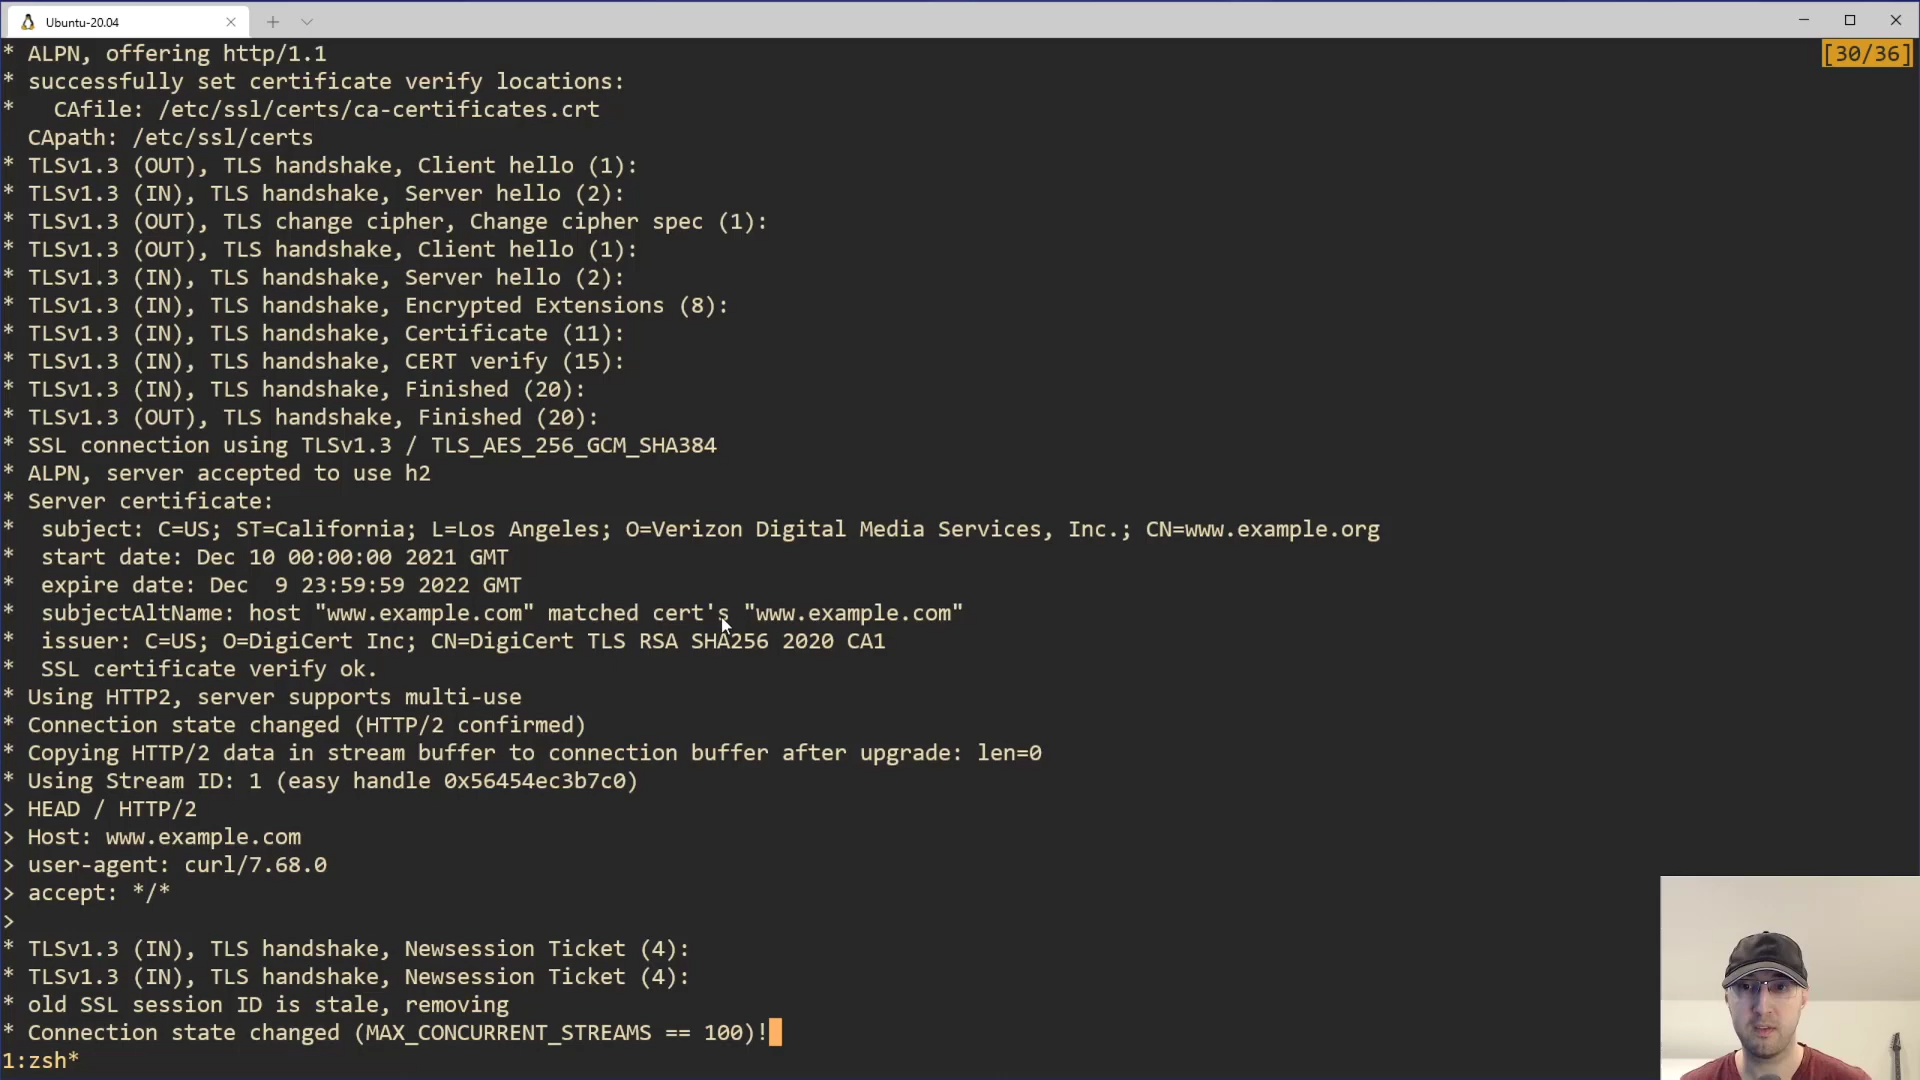 Ubuntu-20.04
* ALPN, offering http/1.1
[30/36]
* successfully set certificate verify locations:
*   CAfile: /etc/ssl/certs/ca-certificates.crt
  CApath: /etc/ssl/certs
* TLSv1.3 (OUT), TLS handshake, Client hello (1):
* TLSv1.3 (IN), TLS handshake, Server hello (2):
* TLSv1.3 (OUT), TLS change cipher, Change cipher spec (1):
* TLSv1.3 (OUT), TLS handshake, Client hello (1):
* TLSv1.3 (IN), TLS handshake, Server hello (2):
* TLSv1.3 (IN), TLS handshake, Encrypted Extensions (8):
* TLSv1.3 (IN), TLS handshake, Certificate (11):
* TLSv1.3 (IN), TLS handshake, CERT verify (15):
* TLSv1.3 (IN), TLS handshake, Finished (20):
* TLSv1.3 (OUT), TLS handshake, Finished (20):
* SSL connection using TLSv1.3 / TLS_AES_256_GCM_SHA384
* ALPN, server accepted to use h2
* Server certificate:
*  subject: C=US; ST=California; L=Los Angeles; O=Verizon Digital Media Services, Inc.; CN=www.example.org
*  start date: Dec 10 00:00:00 2021 GMT
*  expire date: Dec  9 23:59:59 2022 GMT
*  subjectAltName: host "www.example.com" matched cert's "www.example.com"
*  issuer: C=US; O=DigiCert Inc; CN=DigiCert TLS RSA SHA256 2020 CA1
*  SSL certificate verify ok.
* Using HTTP2, server supports multi-use
* Connection state changed (HTTP/2 confirmed)
* Copying HTTP/2 data in stream buffer to connection buffer after upgrade: len=0
* Using Stream ID: 1 (easy handle 0x56454ec3b7c0)
> HEAD / HTTP/2
> Host: www.example.com
> user-agent: curl/7.68.0
> accept: */*
>
* TLSv1.3 (IN), TLS handshake, Newsession Ticket (4):
* TLSv1.3 (IN), TLS handshake, Newsession Ticket (4):
* old SSL session ID is stale, removing
* Connection state changed (MAX_CONCURRENT_STREAMS == 100)!
1:zsh*